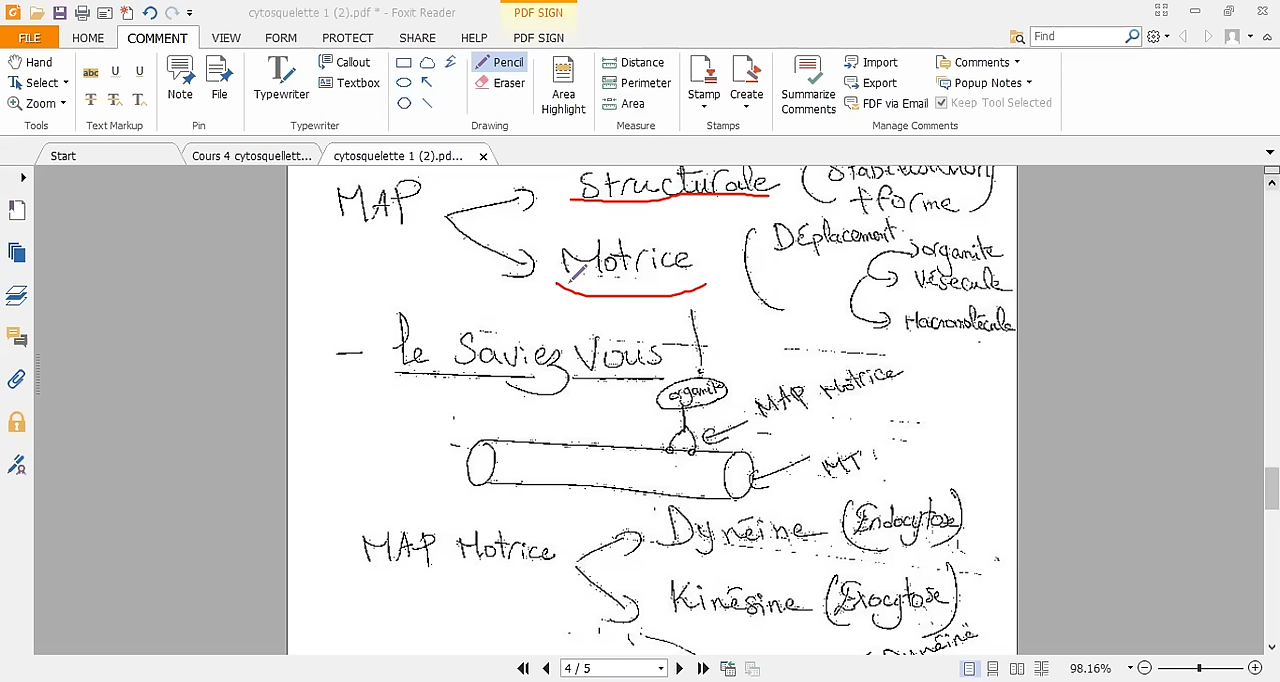 cytosquelette 1 (2).pdf * - Foxit Reader
PDF SIGN
FILE HOME COMMENT VIEW FORM PROTECT SHARE HELP PDF SIGN
Find
Hand
Select
Zoom
Tools
abc U U
T T T
Text Markup
Note
File
Pin
Typewriter
Callout
Textbox
Typewriter
Pencil
Eraser
Drawing
Area
Highlight
Distance
Perimeter
Area
Measure
Stamp
Create
Stamps
Summarize
Comments
Import
Export
FDF via Email
Comments
Popup Notes
Keep Tool Selected
Manage Comments
Start
Cours 4 cytosquellett...
cytosquelette 1 (2).pd...
MAP
Structurale
+ forme
Motrice
Déplacement
organite
Vésecule
Macromolécule
- le Saviez Vous !
organite
MAP Motrice
MT
MAP Motrice
Dynéine (Endocytose)
Kinésine (Exocytose)
Dynéine
4 / 5
98.16%